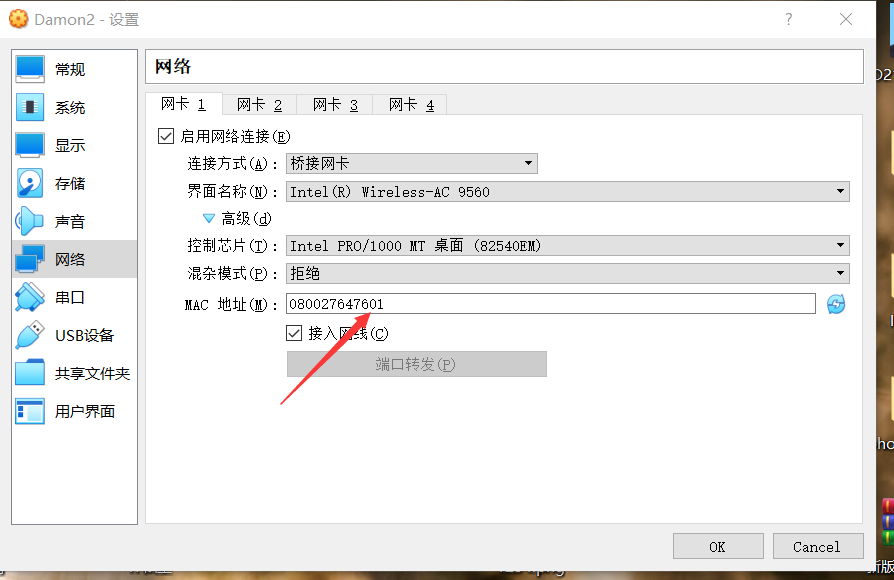 Damon2 - 设置
?
常规
系统
显示
存储
声音
网络
串口
USB设备
共享文件夹
用户界面
网络
网卡 1 网卡 2 网卡 3 网卡 4
启用网络连接(E)
连接方式(A): 桥接网卡
界面名称(N): Intel(R) Wireless-AC 9560
高级(d)
控制芯片(T): Intel PRO/1000 MT 桌面 (82540EM)
混杂模式(P): 拒绝
MAC 地址(M): 080027647601
接入网线(C)
端口转发(P)
OK Cancel